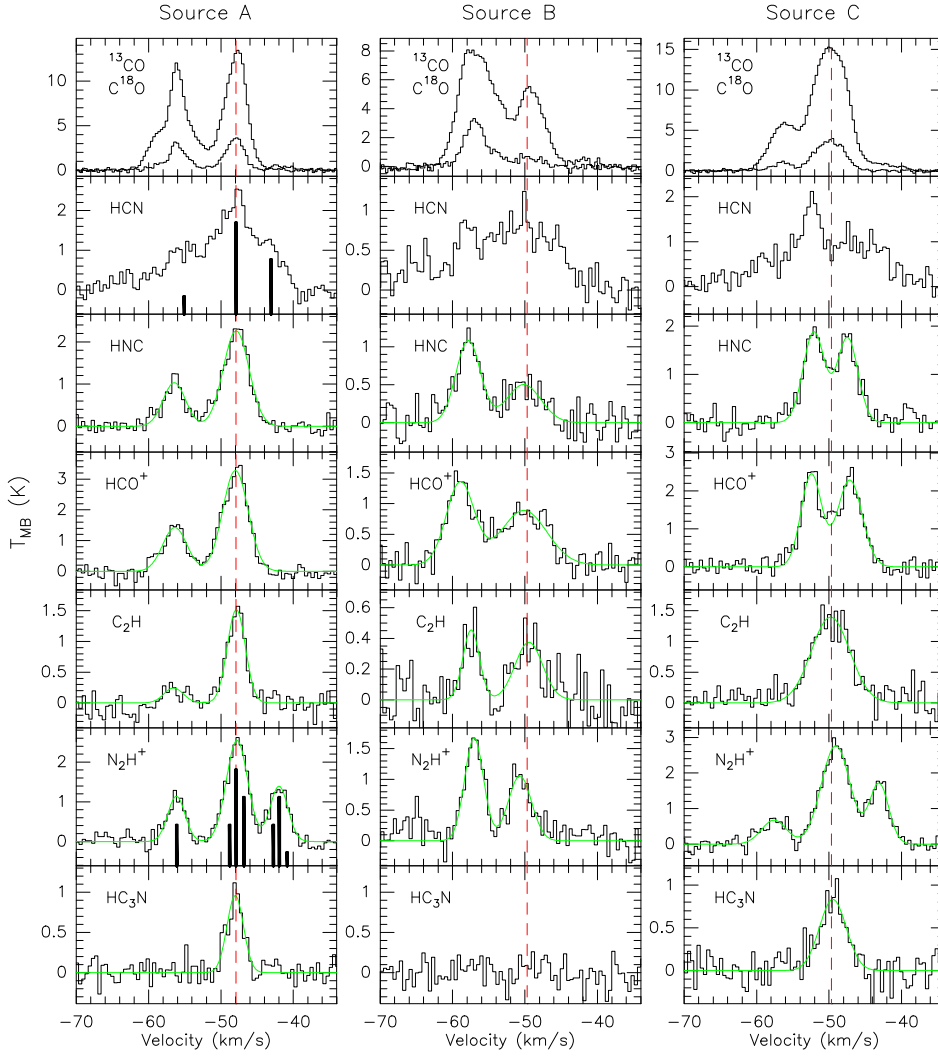 Source A
Source B
Source C
T_MB (K)
¹³CO
C¹⁸O
10
5
0
¹³CO
C¹⁸O
8
6
4
2
0
¹³CO
C¹⁸O
15
10
5
0
HCN
2
1
0
HCN
1
0.5
HCN
2
1
0
HNC
2
1
0
HNC
1
0.5
0
HNC
2
1
0
HCO⁺
3
2
1
0
HCO⁺
1.5
1
0.5
0
HCO⁺
3
2
1
0
C₂H
1.5
1
0.5
0
C₂H
0.6
0.4
0.2
0
C₂H
1.5
1
0.5
0
N₂H⁺
2
1
0
N₂H⁺
1.5
1
0.5
0
N₂H⁺
3
2
1
0
HC₃N
1
0.5
0
HC₃N
1
0.5
0
HC₃N
1
0.5
0
−70 −60 −50 −40
−70 −60 −50 −40
−70 −60 −50 −40
Velocity (km/s)
Velocity (km/s)
Velocity (km/s)